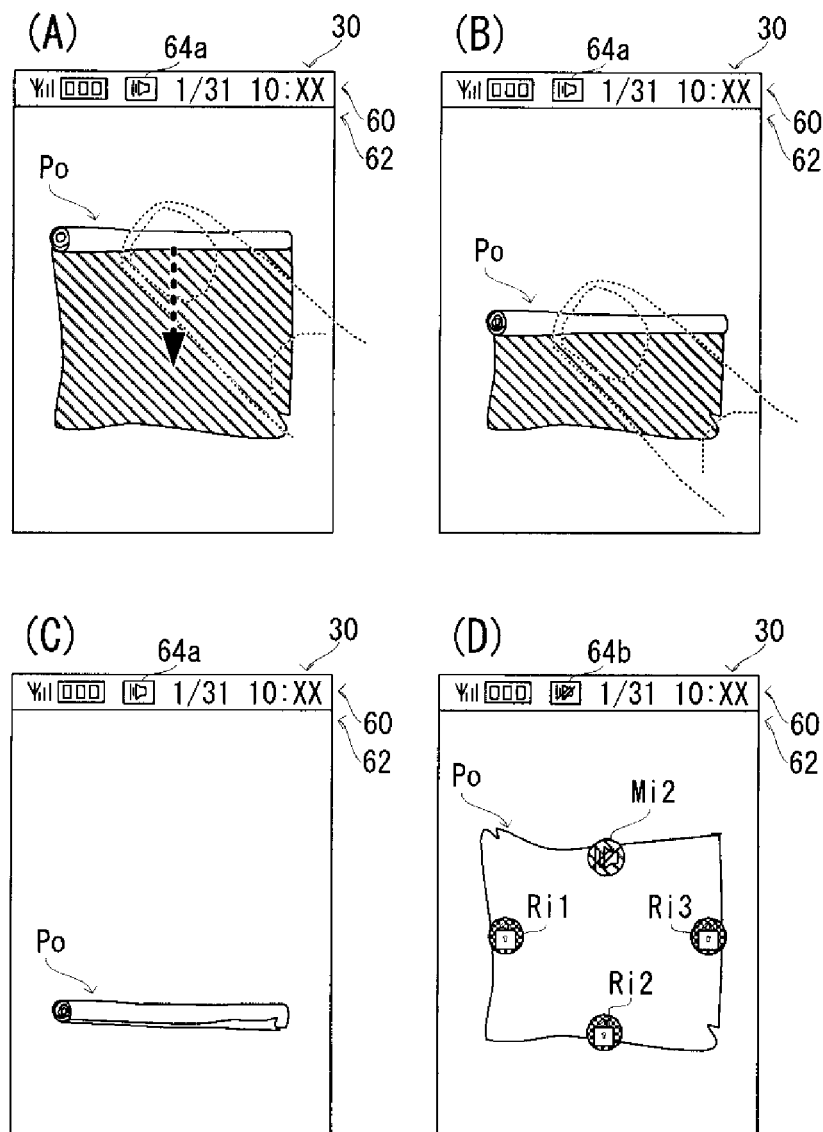 (A) 64a 30
1/31 10:XX
60
62
Po
(B) 64a 30
1/31 10:XX
60
62
Po
(C) 64a 30
1/31 10:XX
60
62
Po
(D) 64b 30
1/31 10:XX
60
62
Po
Mi2
Ri1
Ri3
Ri2